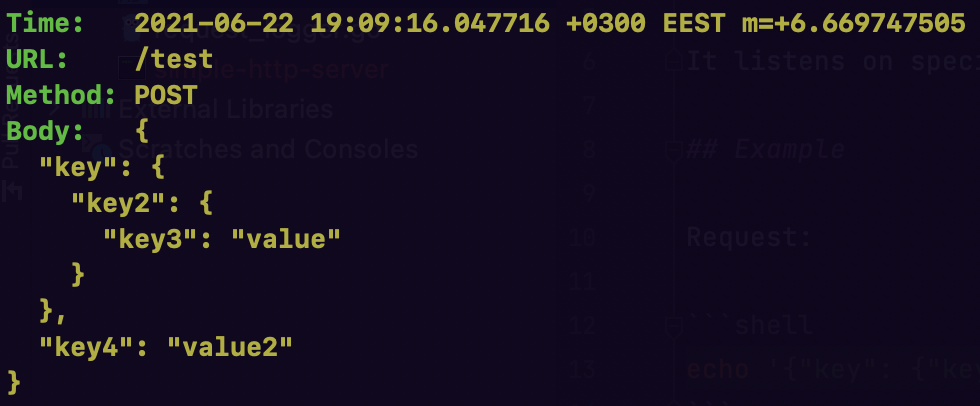 Time:   2021-06-22 19:09:16.047716 +0300 EEST m=+6.669747505
URL:    /test
Method: POST
Body:   {
  "key": {
    "key2": {
      "key3": "value"
    }
  },
  "key4": "value2"
}
simple-http-server
External Libraries
Scratches and Consoles
6 It listens on speci
7
8 ## Example
9
10 Request:
11
12 ```shell
13 echo '{"key": {"key
```